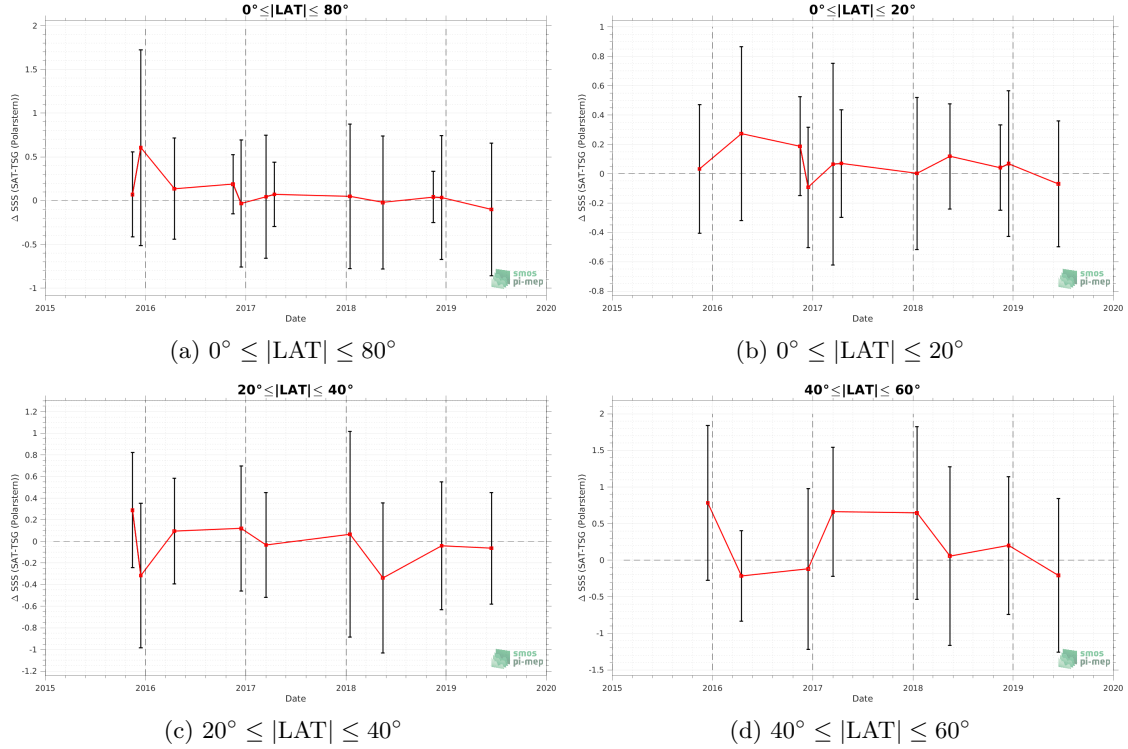 0°≤|LAT|≤ 80°
2
1.5
1
0.5
0
-0.5
-1
Δ SSS (SAT-TSG (Polarstern))
2015 2016 2017 2018 2019 2020
Date
smos
pi-mep
(a) 0° ≤ |LAT| ≤ 80°
0°≤|LAT|≤ 20°
1
0.8
0.6
0.4
0.2
0
-0.2
-0.4
-0.6
-0.8
Δ SSS (SAT-TSG (Polarstern))
2015 2016 2017 2018 2019 2020
Date
smos
pi-mep
(b) 0° ≤ |LAT| ≤ 20°
20°≤|LAT|≤ 40°
1.2
1
0.8
0.6
0.4
0.2
0
-0.2
-0.4
-0.6
-0.8
-1
-1.2
Δ SSS (SAT-TSG (Polarstern))
2015 2016 2017 2018 2019 2020
Date
smos
pi-mep
(c) 20° ≤ |LAT| ≤ 40°
40°≤|LAT|≤ 60°
2
1.5
1
0.5
0
-0.5
-1
-1.5
Δ SSS (SAT-TSG (Polarstern))
2015 2016 2017 2018 2019 2020
Date
smos
pi-mep
(d) 40° ≤ |LAT| ≤ 60°